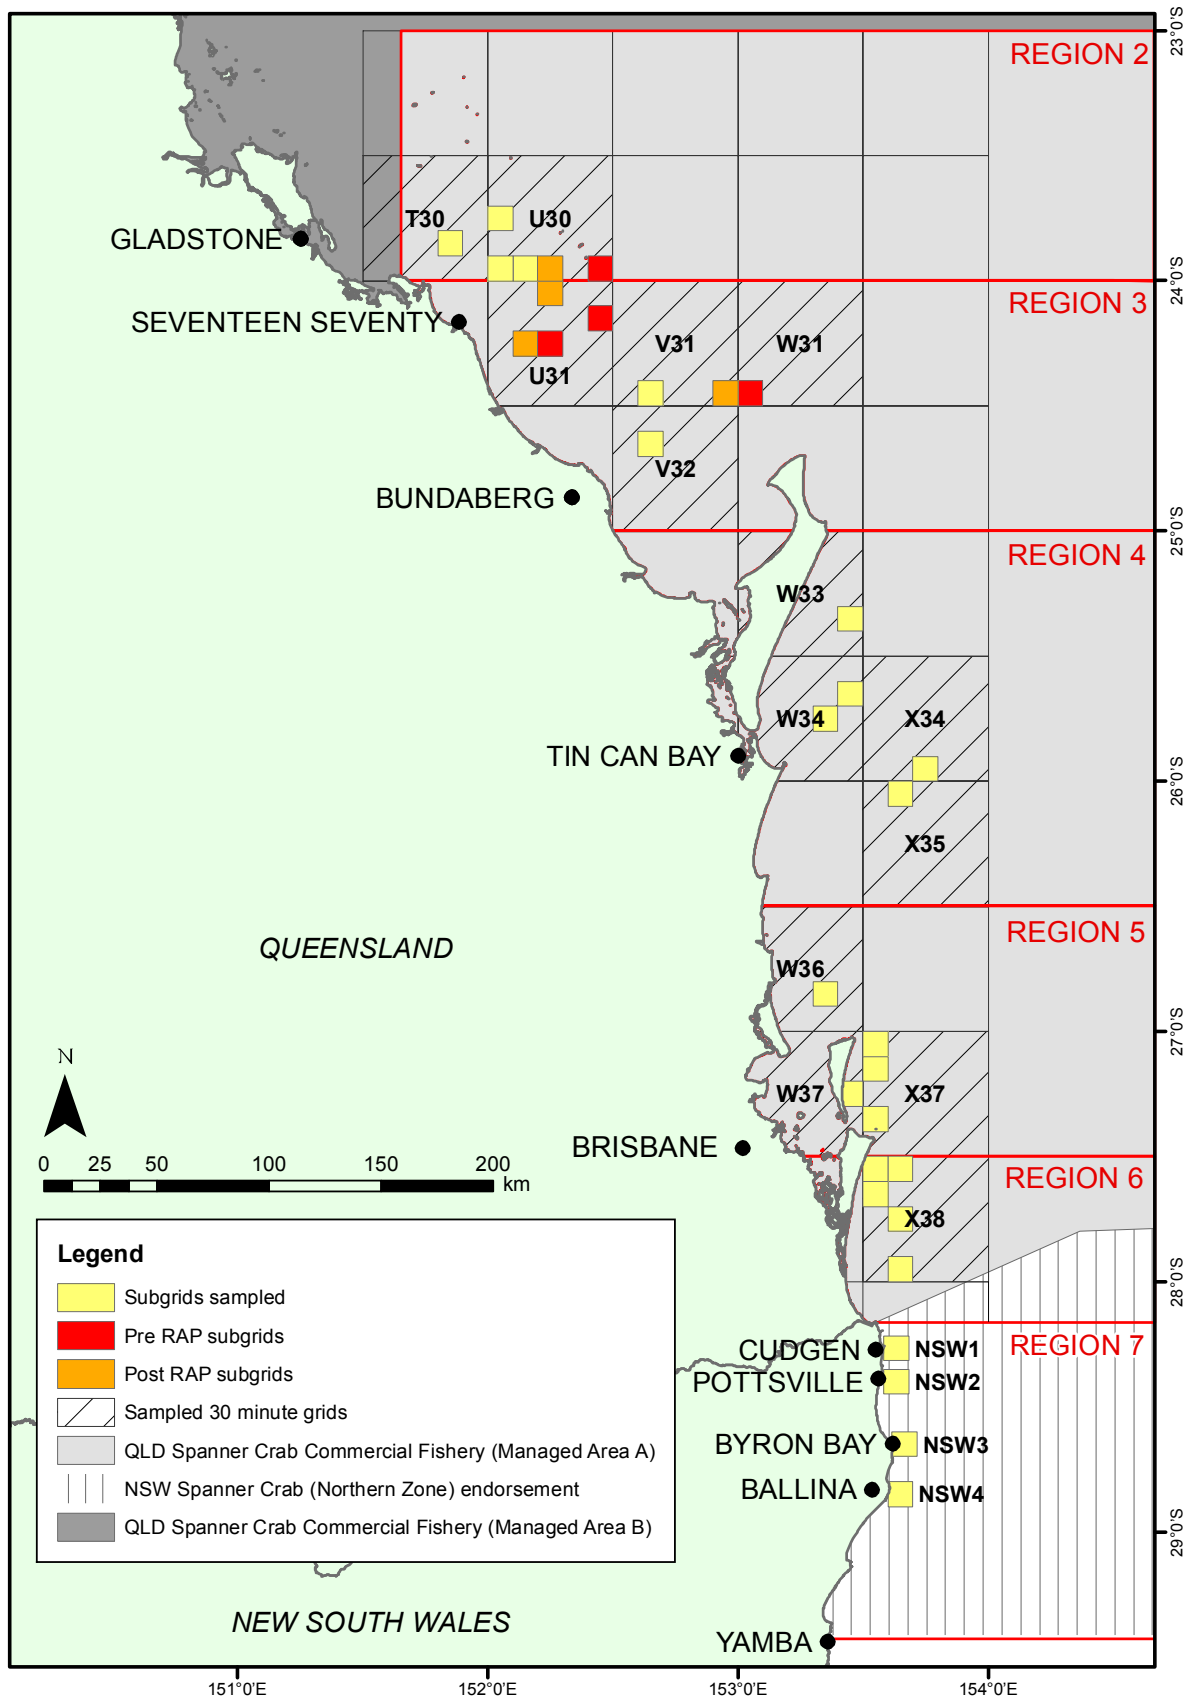 REGION 2
23°0'S
T30
U30
GLADSTONE
24°0'S
REGION 3
SEVENTEEN SEVENTY
V31
W31
U31
V32
BUNDABERG
25°0'S
REGION 4
W33
W34
X34
TIN CAN BAY
26°0'S
X35
REGION 5
QUEENSLAND
W36
27°0'S
N
W37
X37
BRISBANE
0 25 50 100 150 200
km
REGION 6
X38
28°0'S
Legend
Subgrids sampled
Pre RAP subgrids
Post RAP subgrids
Sampled 30 minute grids
QLD Spanner Crab Commercial Fishery (Managed Area A)
NSW Spanner Crab (Northern Zone) endorsement
QLD Spanner Crab Commercial Fishery (Managed Area B)
REGION 7
CUDGEN
NSW1
POTTSVILLE
NSW2
BYRON BAY
NSW3
BALLINA
NSW4
29°0'S
NEW SOUTH WALES
YAMBA
151°0'E 152°0'E 153°0'E 154°0'E